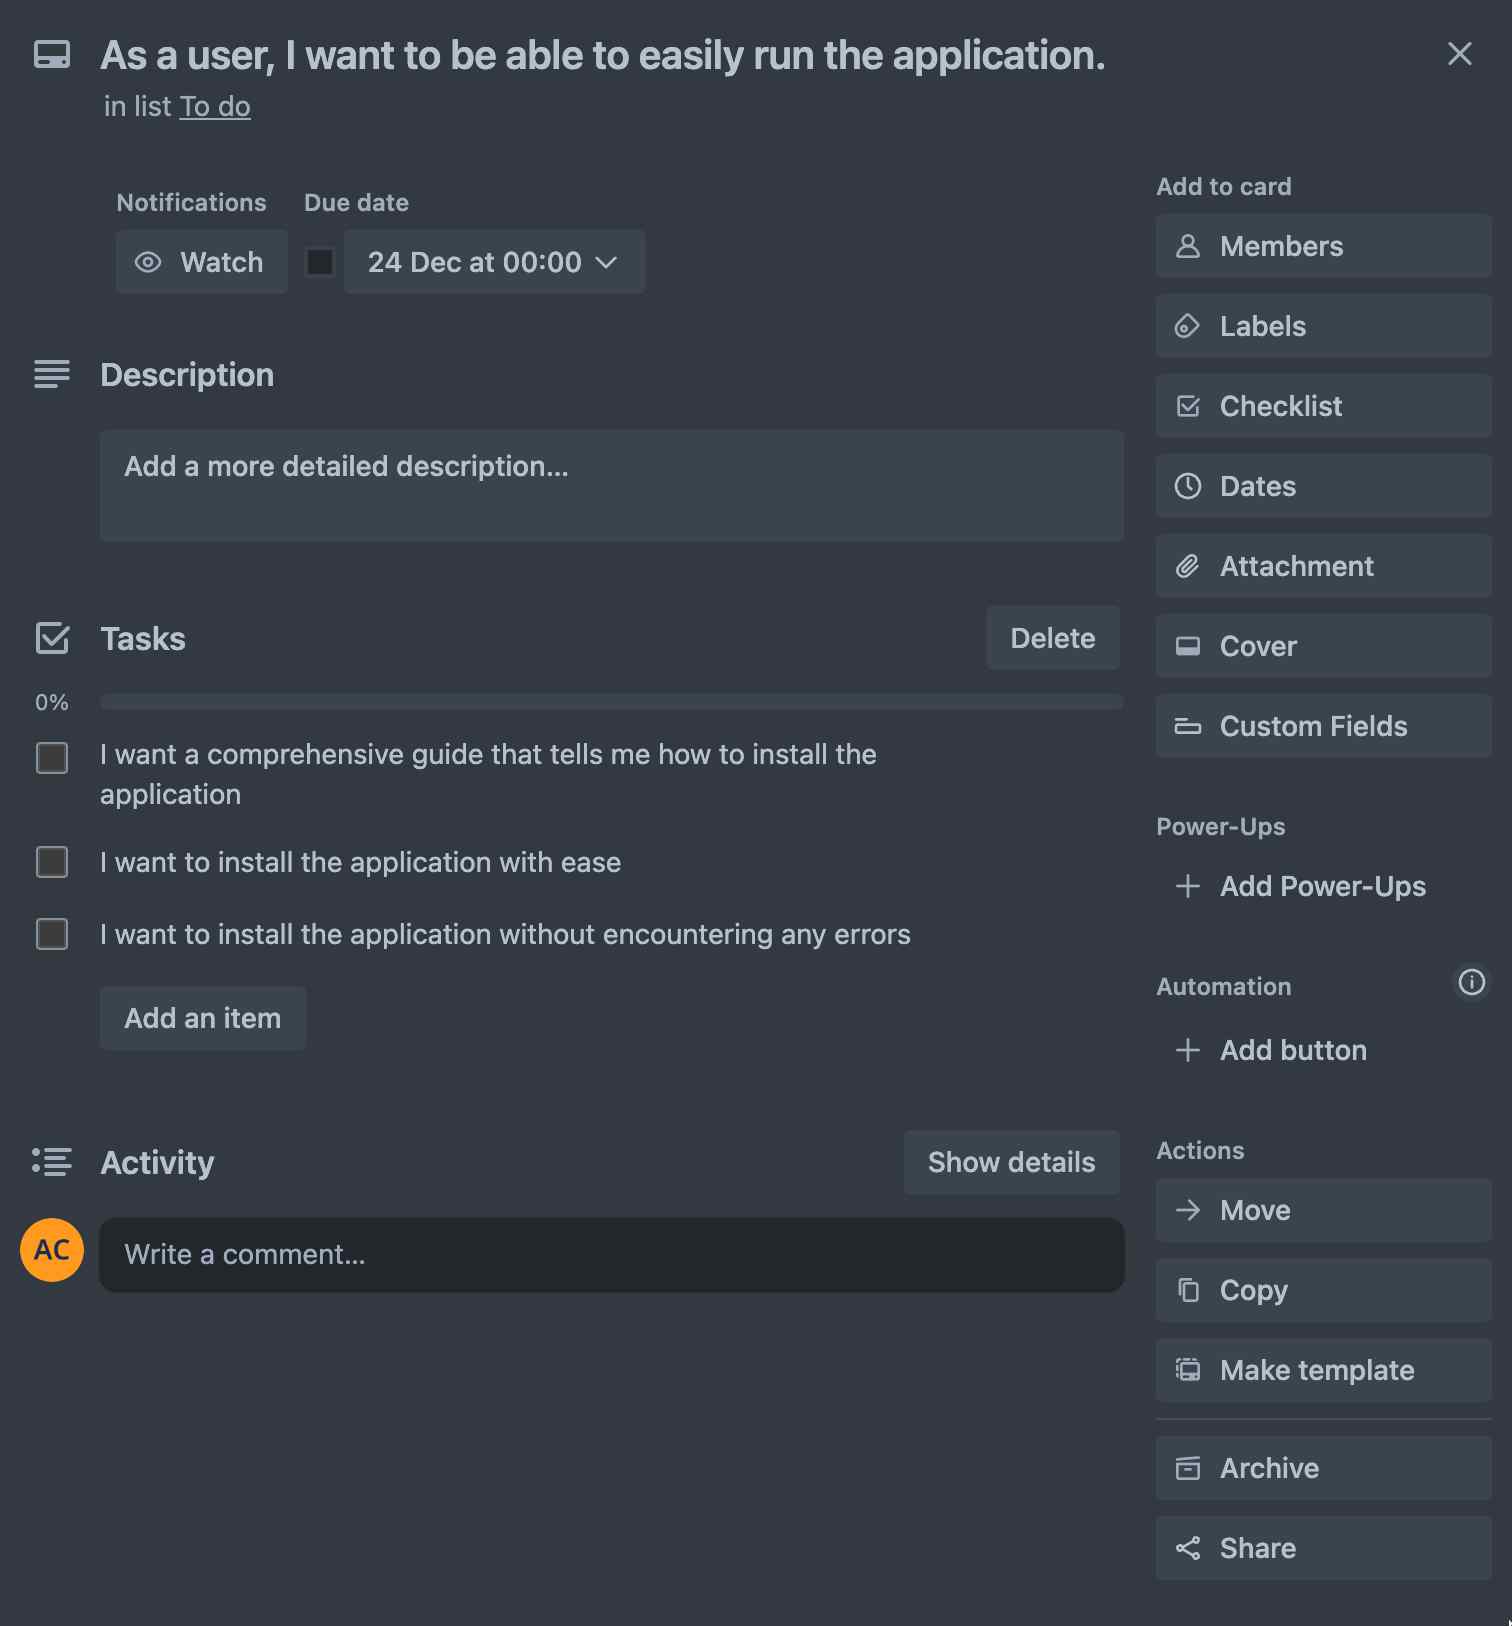 As a user, I want to be able to easily run the application.
in list To do
Notifications
Due date
Watch
24 Dec at 00:00
Description
Add a more detailed description...
Tasks
Delete
0%
I want a comprehensive guide that tells me how to install the
application
I want to install the application with ease
I want to install the application without encountering any errors
Add an item
Activity
Show details
AC
Write a comment...
Add to card
Members
Labels
Checklist
Dates
Attachment
Cover
Custom Fields
Power-Ups
Add Power-Ups
Automation
Add button
Actions
Move
Copy
Make template
Archive
Share